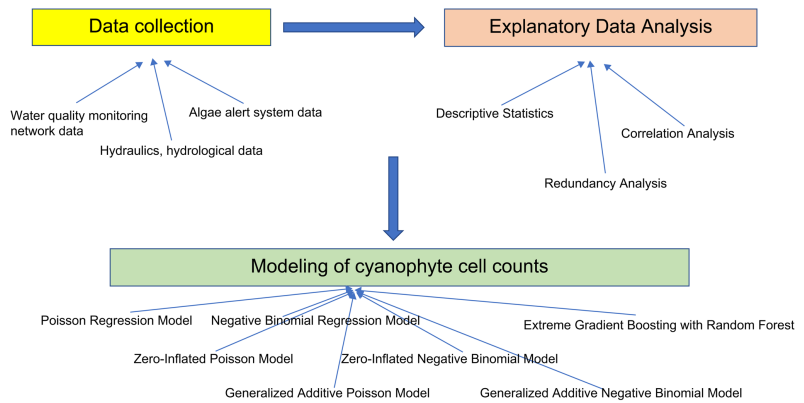 Data collection
Explanatory Data Analysis
Water quality monitoring
network data
Algae alert system data
Hydraulics, hydrological data
Descriptive Statistics
Correlation Analysis
Redundancy Analysis
Modeling of cyanophyte cell counts
Poisson Regression Model
Negative Binomial Regression Model
Extreme Gradient Boosting with Random Forest
Zero-Inflated Poisson Model
Zero-Inflated Negative Binomial Model
Generalized Additive Poisson Model
Generalized Additive Negative Binomial Model